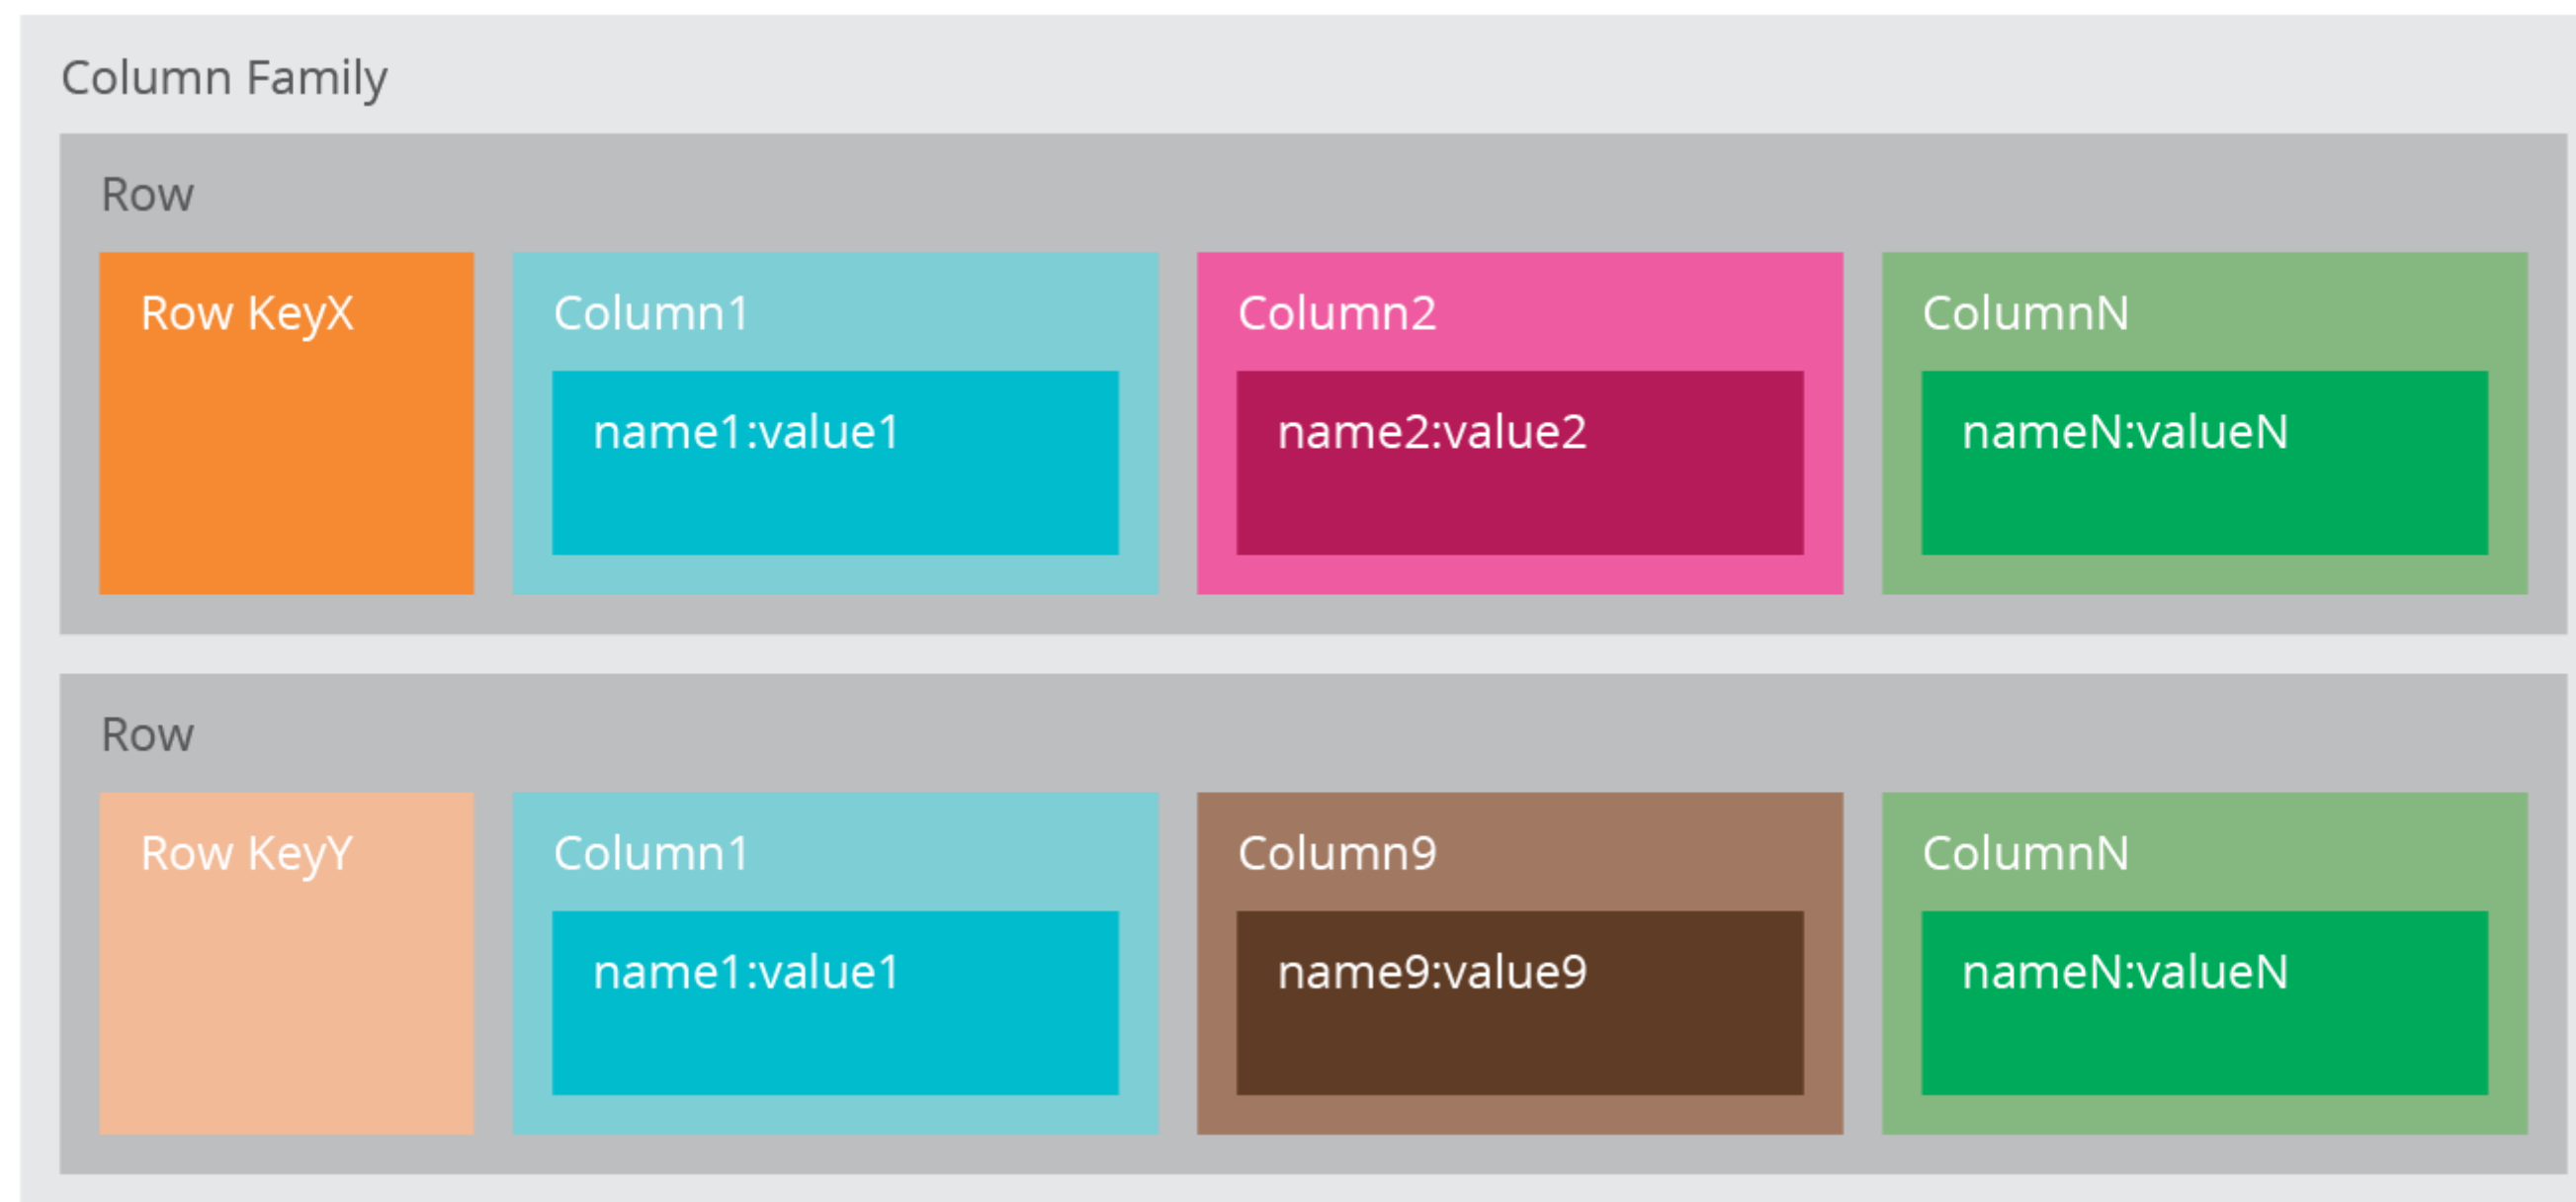 Column Family
Row
Row KeyX
Column1
name1:value1
Column2
name2:value2
ColumnN
nameN:valueN
Row
Row KeyY
Column1
name1:value1
Column9
name9:value9
ColumnN
nameN:valueN